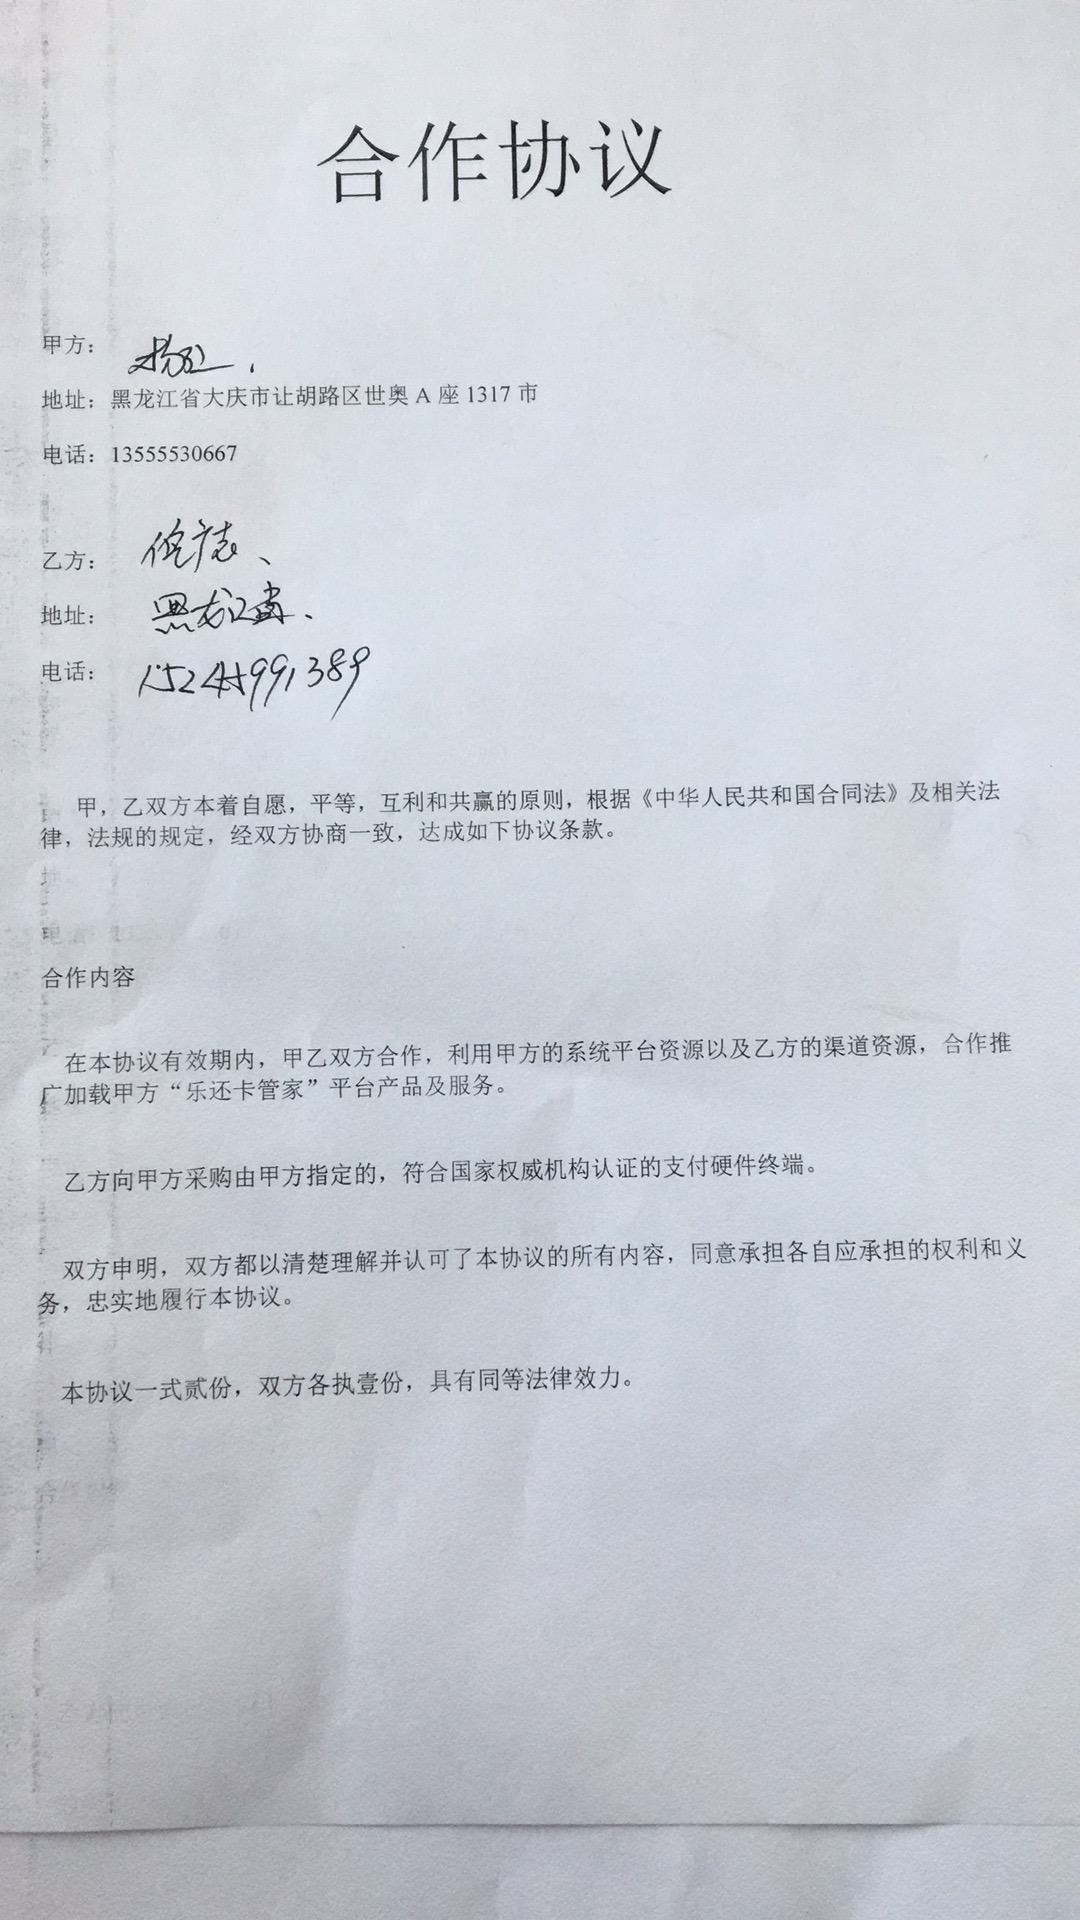 合作协议
甲方：
地址：黑龙江省大庆市让胡路区世奥 A 座 1317 市
电话：13555530667
乙方：
地址： 黑龙江省、
电话： 15244991389
甲，乙双方本着自愿，平等，互利和共赢的原则，根据《中华人民共和国合同法》及相关法
律，法规的规定，经双方协商一致，达成如下协议条款。
合作内容
在本协议有效期内，甲乙双方合作，利用甲方的系统平台资源以及乙方的渠道资源，合作推
广加载甲方“乐还卡管家”平台产品及服务。
乙方向甲方采购由甲方指定的，符合国家权威机构认证的支付硬件终端。
双方申明，双方都以清楚理解并认可了本协议的所有内容，同意承担各自应承担的权利和义
务，忠实地履行本协议。
本协议一式贰份，双方各执壹份，具有同等法律效力。